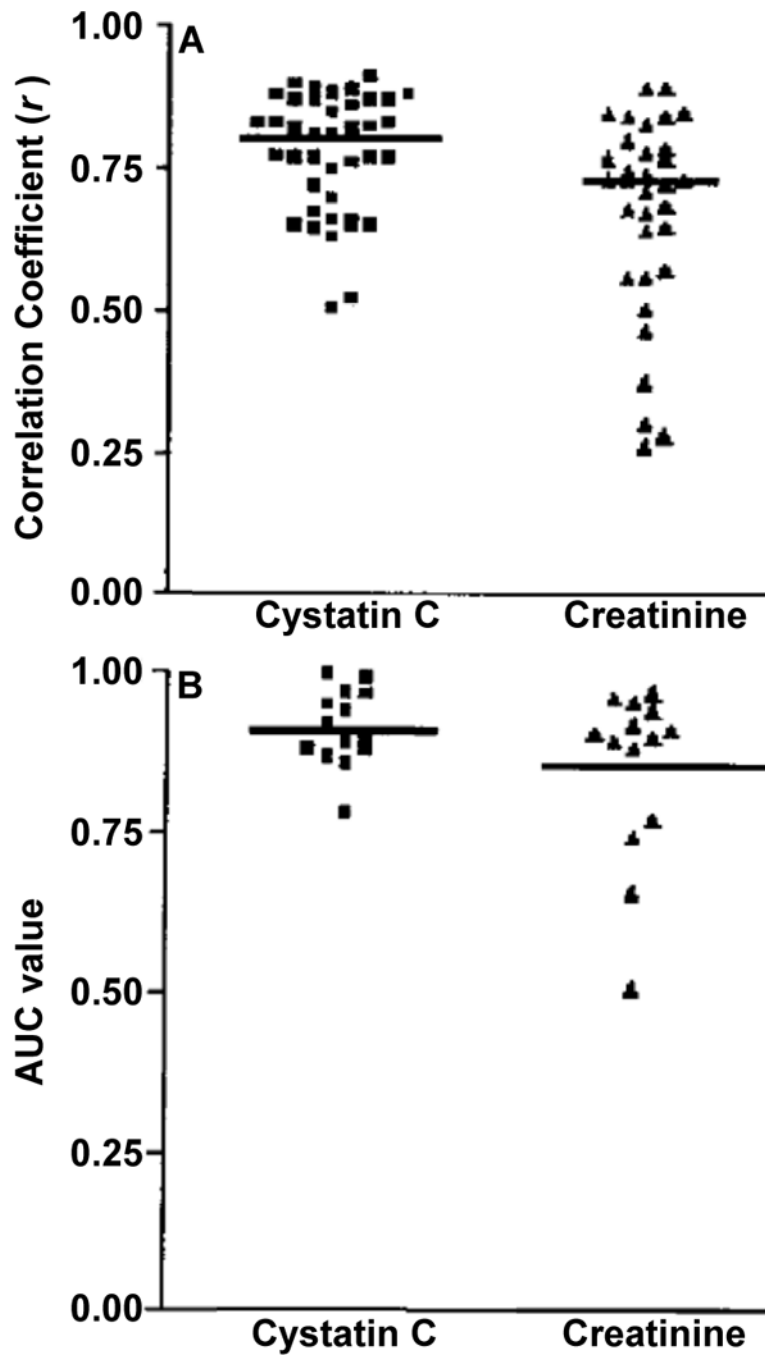 A
1.00
0.75
0.50
0.25
0.00
Correlation Coefficient (r)
Cystatin C Creatinine
B
1.00
0.75
0.50
0.25
0.00
AUC value
Cystatin C Creatinine